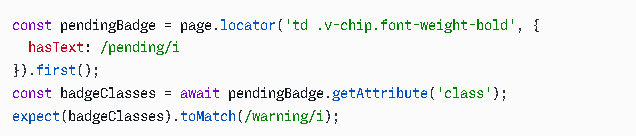 const pendingBadge = page.locator('td .v-chip.font-weight-bold', {
  hasText: /pending/i
}).first();
const badgeClasses = await pendingBadge.getAttribute('class');
expect(badgeClasses).toMatch(/warning/i);